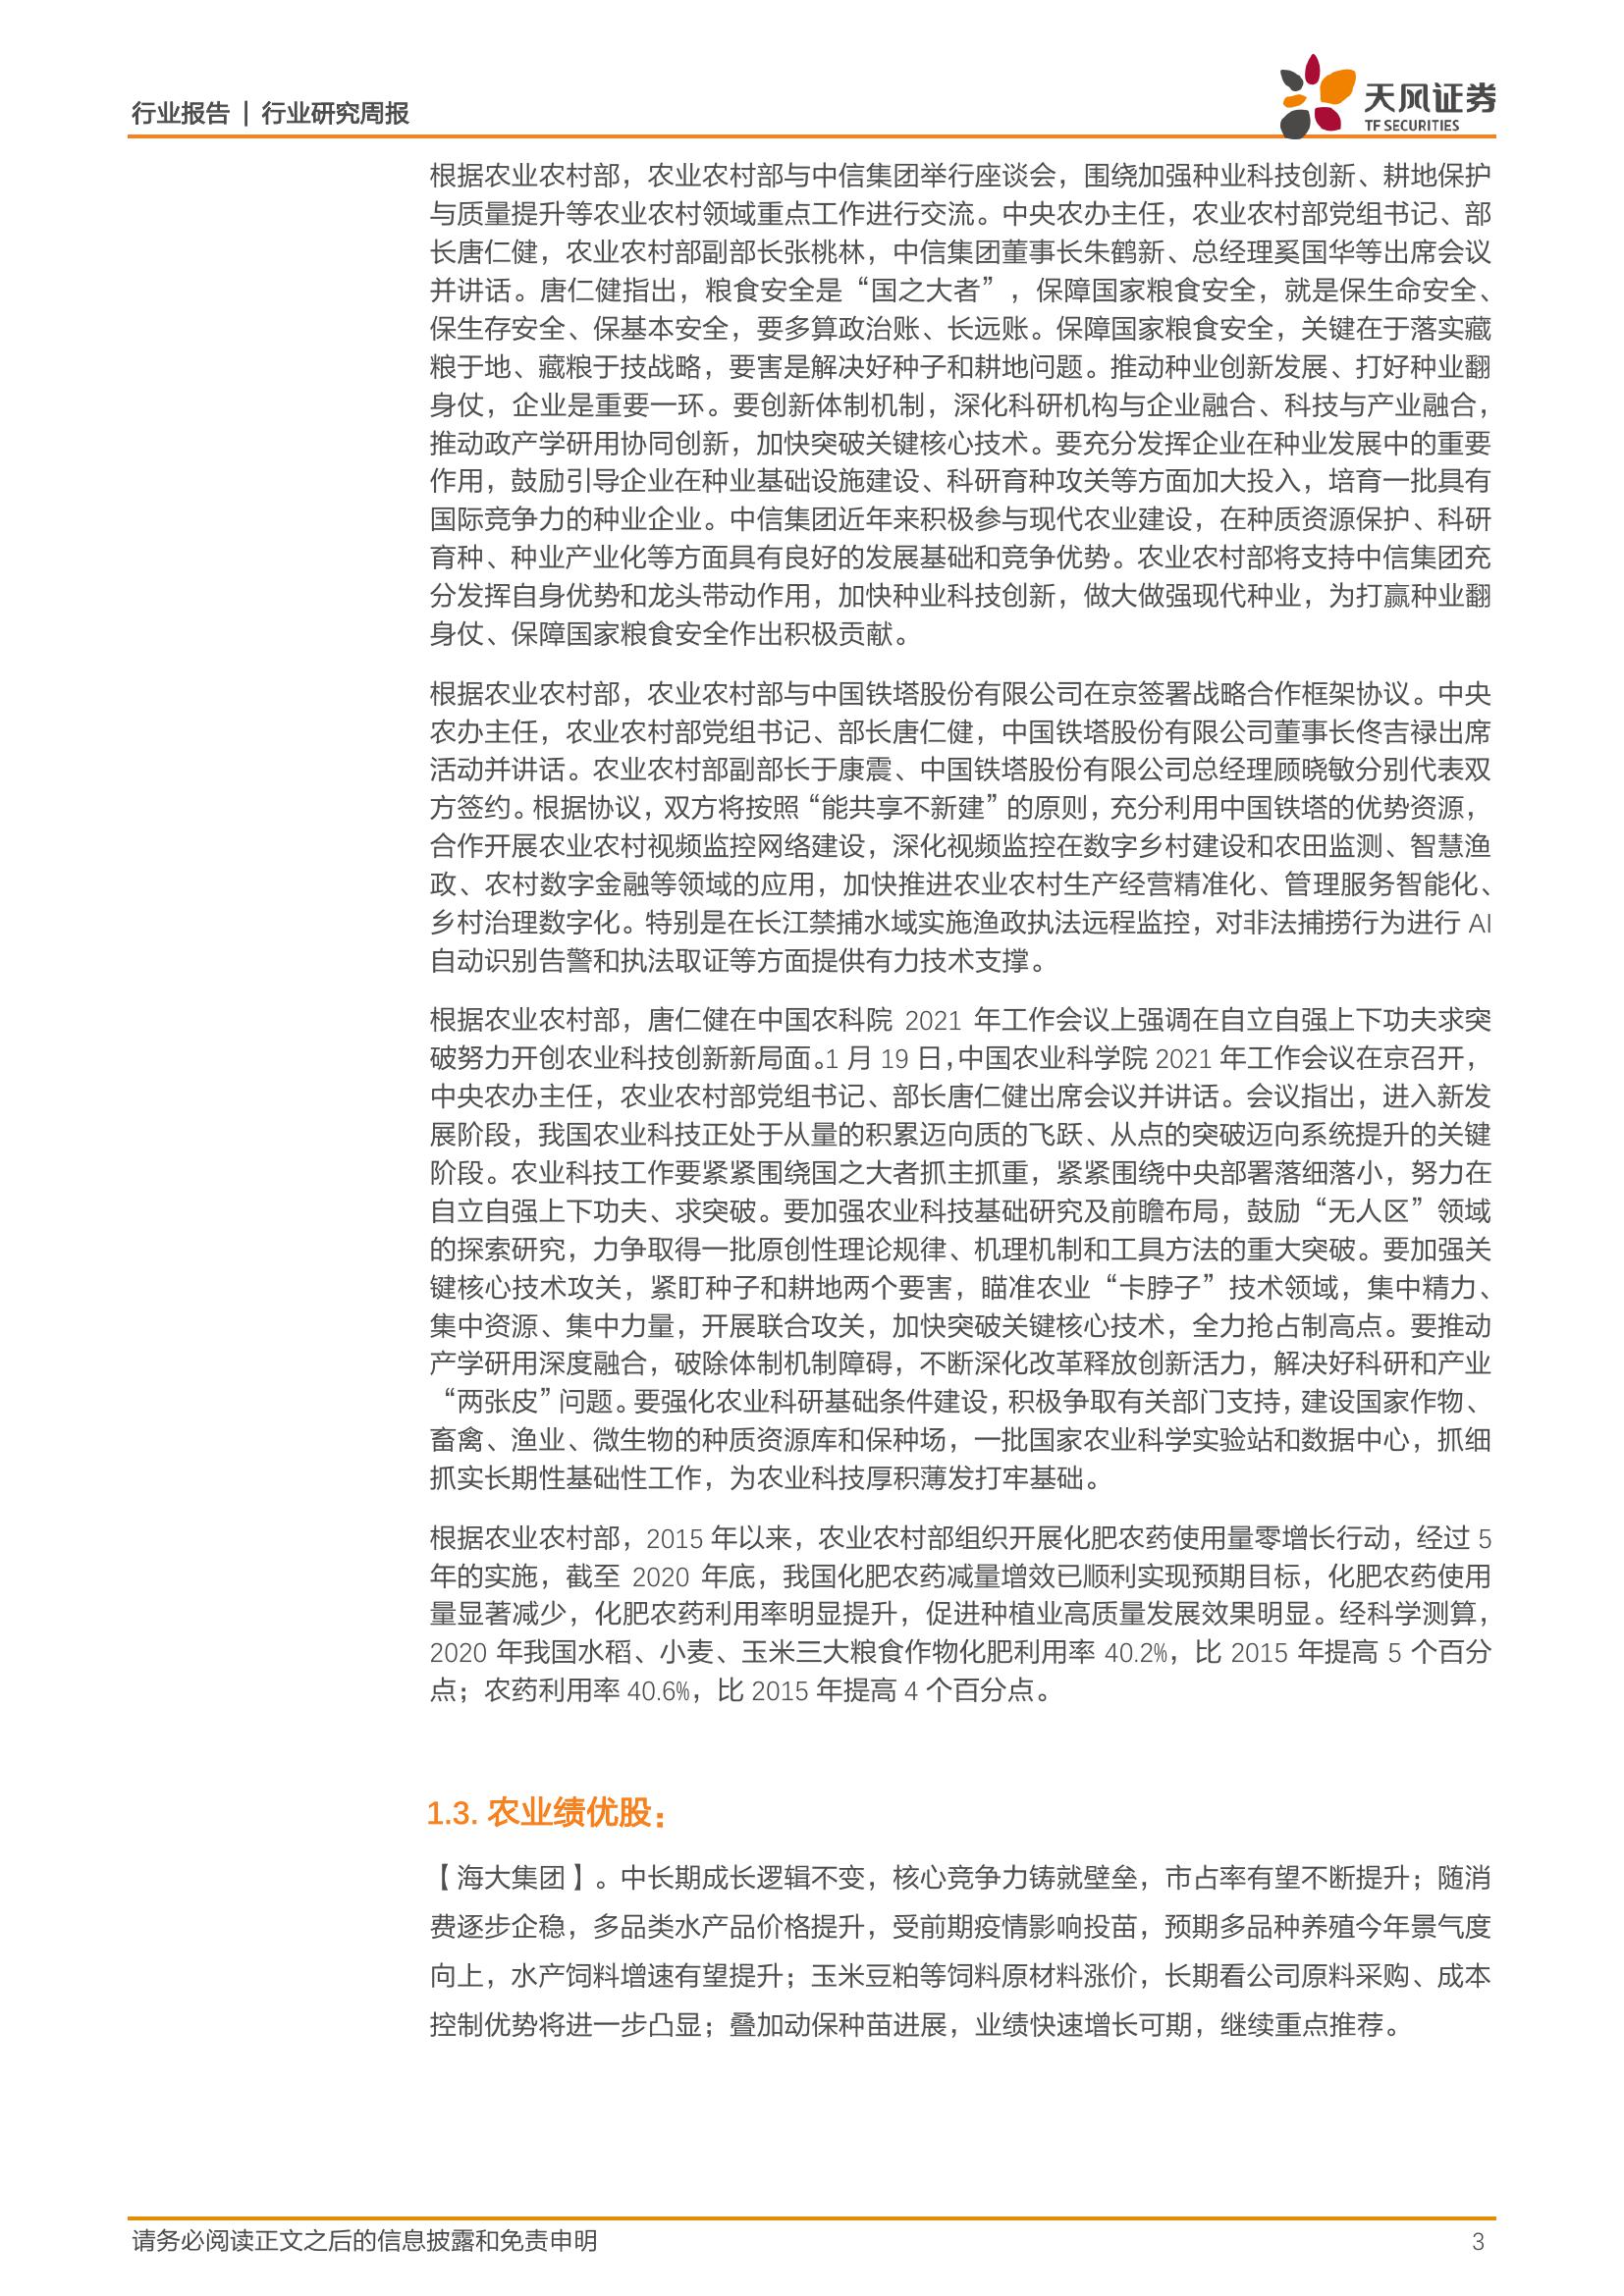 行业报告 | 行业研究周报
天风证券
TF SECURITIES
根据农业农村部，农业农村部与中信集团举行座谈会，围绕加强种业科技创新、耕地保护
与质量提升等农业农村领域重点工作进行交流。中央农办主任，农业农村部党组书记、部
长唐仁健，农业农村部副部长张桃林，中信集团董事长朱鹤新、总经理奚国华等出席会议
并讲话。唐仁健指出，粮食安全是“国之大者”，保障国家粮食安全，就是保生命安全、
保生存安全、保基本安全，要多算政治账、长远账。保障国家粮食安全，关键在于落实藏
粮于地、藏粮于技战略，要害是解决好种子和耕地问题。推动种业创新发展、打好种业翻
身仗，企业是重要一环。要创新体制机制，深化科研机构与企业融合、科技与产业融合，
推动政产学研用协同创新，加快突破关键核心技术。要充分发挥企业在种业发展中的重要
作用，鼓励引导企业在种业基础设施建设、科研育种攻关等方面加大投入，培育一批具有
国际竞争力的种业企业。中信集团近年来积极参与现代农业建设，在种质资源保护、科研
育种、种业产业化等方面具有良好的发展基础和竞争优势。农业农村部将支持中信集团充
分发挥自身优势和龙头带动作用，加快种业科技创新，做大做强现代种业，为打赢种业翻
身仗、保障国家粮食安全作出积极贡献。
根据农业农村部，农业农村部与中国铁塔股份有限公司在京签署战略合作框架协议。中央
农办主任，农业农村部党组书记、部长唐仁健，中国铁塔股份有限公司董事长佟吉禄出席
活动并讲话。农业农村部副部长于康震、中国铁塔股份有限公司总经理顾晓敏分别代表双
方签约。根据协议，双方将按照“能共享不新建”的原则，充分利用中国铁塔的优势资源，
合作开展农业农村视频监控网络建设，深化视频监控在数字乡村建设和农田监测、智慧渔
政、农村数字金融等领域的应用，加快推进农业农村生产经营精准化、管理服务智能化、
乡村治理数字化。特别是在长江禁捕水域实施渔政执法远程监控，对非法捕捞行为进行 AI
自动识别告警和执法取证等方面提供有力技术支撑。
根据农业农村部，唐仁健在中国农科院 2021 年工作会议上强调在自立自强上下功夫求突
破努力开创农业科技创新新局面。1 月 19 日，中国农业科学院 2021 年工作会议在京召开，
中央农办主任，农业农村部党组书记、部长唐仁健出席会议并讲话。会议指出，进入新发
展阶段，我国农业科技正处于从量的积累迈向质的飞跃、从点的突破迈向系统提升的关键
阶段。农业科技工作要紧紧围绕国之大者抓主抓重，紧紧围绕中央部署落细落小，努力在
自立自强上下功夫、求突破。要加强农业科技基础研究及前瞻布局，鼓励“无人区”领域
的探索研究，力争取得一批原创性理论规律、机理机制和工具方法的重大突破。要加强关
键核心技术攻关，紧盯种子和耕地两个要害，瞄准农业“卡脖子”技术领域，集中精力、
集中资源、集中力量，开展联合攻关，加快突破关键核心技术，全力抢占制高点。要推动
产学研用深度融合，破除体制机制障碍，不断深化改革释放创新活力，解决好科研和产业
“两张皮”问题。要强化农业科研基础条件建设，积极争取有关部门支持，建设国家作物、
畜禽、渔业、微生物的种质资源库和保种场，一批国家农业科学实验站和数据中心，抓细
抓实长期性基础性工作，为农业科技厚积薄发打牢基础。
根据农业农村部，2015 年以来，农业农村部组织开展化肥农药使用量零增长行动，经过 5
年的实施，截至 2020 年底，我国化肥农药减量增效已顺利实现预期目标，化肥农药使用
量显著减少，化肥农药利用率明显提升，促进种植业高质量发展效果明显。经科学测算，
2020 年我国水稻、小麦、玉米三大粮食作物化肥利用率 40.2%，比 2015 年提高 5 个百分
点；农药利用率 40.6%，比 2015 年提高 4 个百分点。
1.3. 农业绩优股：
【海大集团】。中长期成长逻辑不变，核心竞争力铸就壁垒，市占率有望不断提升；随消
费逐步企稳，多品类水产品价格提升，受前期疫情影响投苗，预期多品种养殖今年景气度
向上，水产饲料增速有望提升；玉米豆粕等饲料原材料涨价，长期看公司原料采购、成本
控制优势将进一步凸显；叠加动保种苗进展，业绩快速增长可期，继续重点推荐。
请务必阅读正文之后的信息披露和免责申明
3